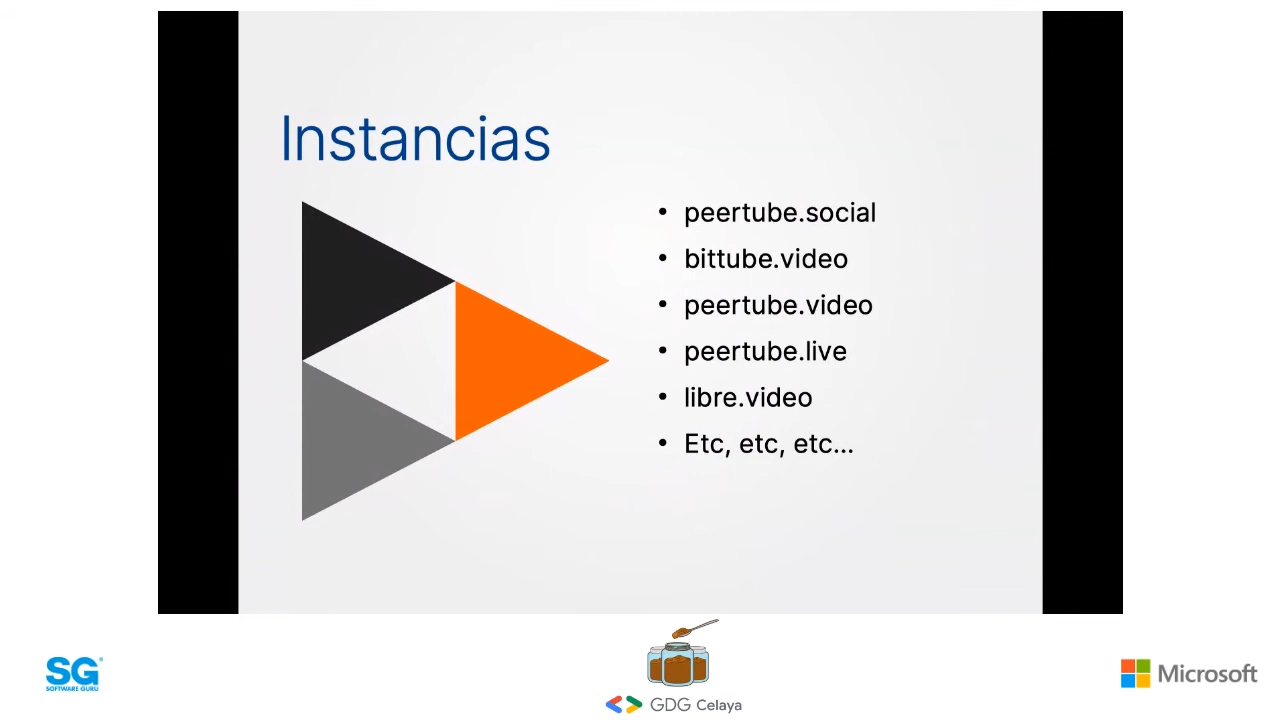 Instancias
• peertube.social
• bittube.video
• peertube.video
• peertube.live
• libre.video
• Etc, etc, etc...
SG®
SOFTWARE GURU
GDG Celaya
Microsoft